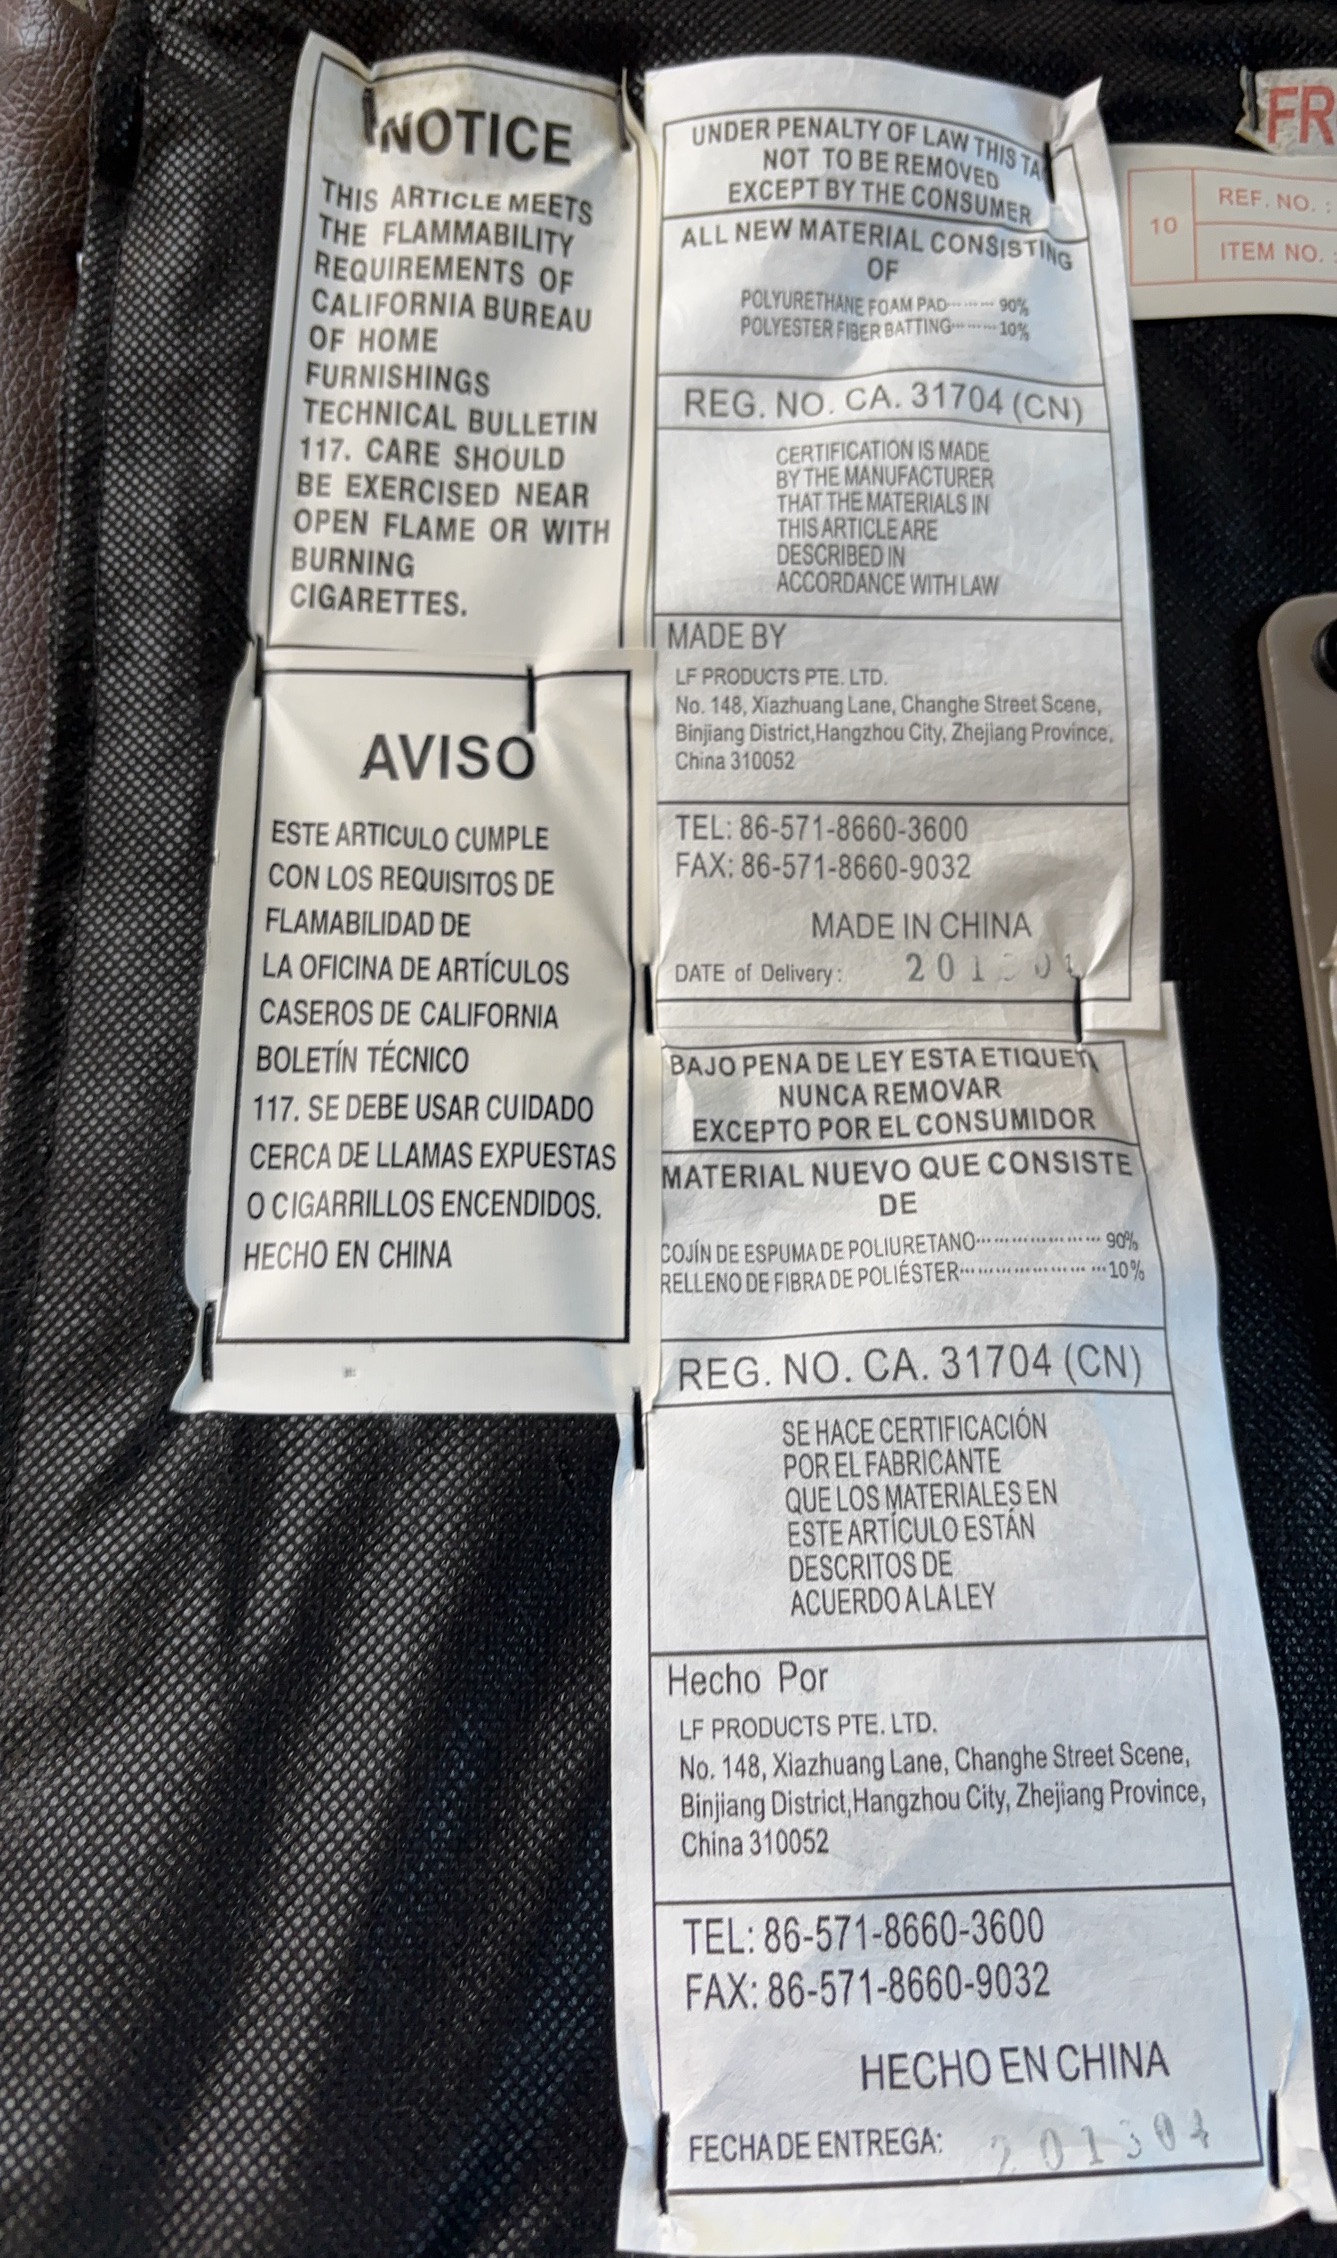 NOTICE
THIS ARTICLE MEETS
THE FLAMMABILITY
REQUIREMENTS OF
CALIFORNIA BUREAU
OF HOME
FURNISHINGS
TECHNICAL BULLETIN
117. CARE SHOULD
BE EXERCISED NEAR
OPEN FLAME OR WITH
BURNING
CIGARETTES.
AVISO
ESTE ARTICULO CUMPLE
CON LOS REQUISITOS DE
FLAMABILIDAD DE
LA OFICINA DE ARTÍCULOS
CASEROS DE CALIFORNIA
BOLETÍN TÉCNICO
117. SE DEBE USAR CUIDADO
CERCA DE LLAMAS EXPUESTAS
O CIGARRILLOS ENCENDIDOS.
HECHO EN CHINA
UNDER PENALTY OF LAW THIS TA
NOT TO BE REMOVED
EXCEPT BY THE CONSUMER
ALL NEW MATERIAL CONSISTING
OF
POLYURETHANE FOAM PAD········90%
POLYESTER FIBER BATTING········10%
REG. NO. CA. 31704 (CN)
CERTIFICATION IS MADE
BY THE MANUFACTURER
THAT THE MATERIALS IN
THIS ARTICLE ARE
DESCRIBED IN
ACCORDANCE WITH LAW
MADE BY
LF PRODUCTS PTE. LTD.
No. 148, Xiazhuang Lane, Changhe Street Scene,
Binjiang District,Hangzhou City, Zhejiang Province,
China 310052
TEL: 86-571-8660-3600
FAX: 86-571-8660-9032
MADE IN CHINA
DATE of Delivery:
BAJO PENA DE LEY ESTA ETIQUET
NUNCA REMOVAR
EXCEPTO POR EL CONSUMIDOR
MATERIAL NUEVO QUE CONSISTE
DE
COJÍN DE ESPUMA DE POLIURETANO··················90%
RELLENO DE FIBRA DE POLIÉSTER·····················10%
REG. NO. CA. 31704 (CN)
SE HACE CERTIFICACIÓN
POR EL FABRICANTE
QUE LOS MATERIALES EN
ESTE ARTÍCULO ESTÁN
DESCRITOS DE
ACUERDO A LA LEY
Hecho Por
LF PRODUCTS PTE. LTD.
No. 148, Xiazhuang Lane, Changhe Street Scene,
Binjiang District,Hangzhou City, Zhejiang Province,
China 310052
TEL: 86-571-8660-3600
FAX: 86-571-8660-9032
HECHO EN CHINA
FECHA DE ENTREGA: 201304
FR
10
REF. NO. :
ITEM NO. :